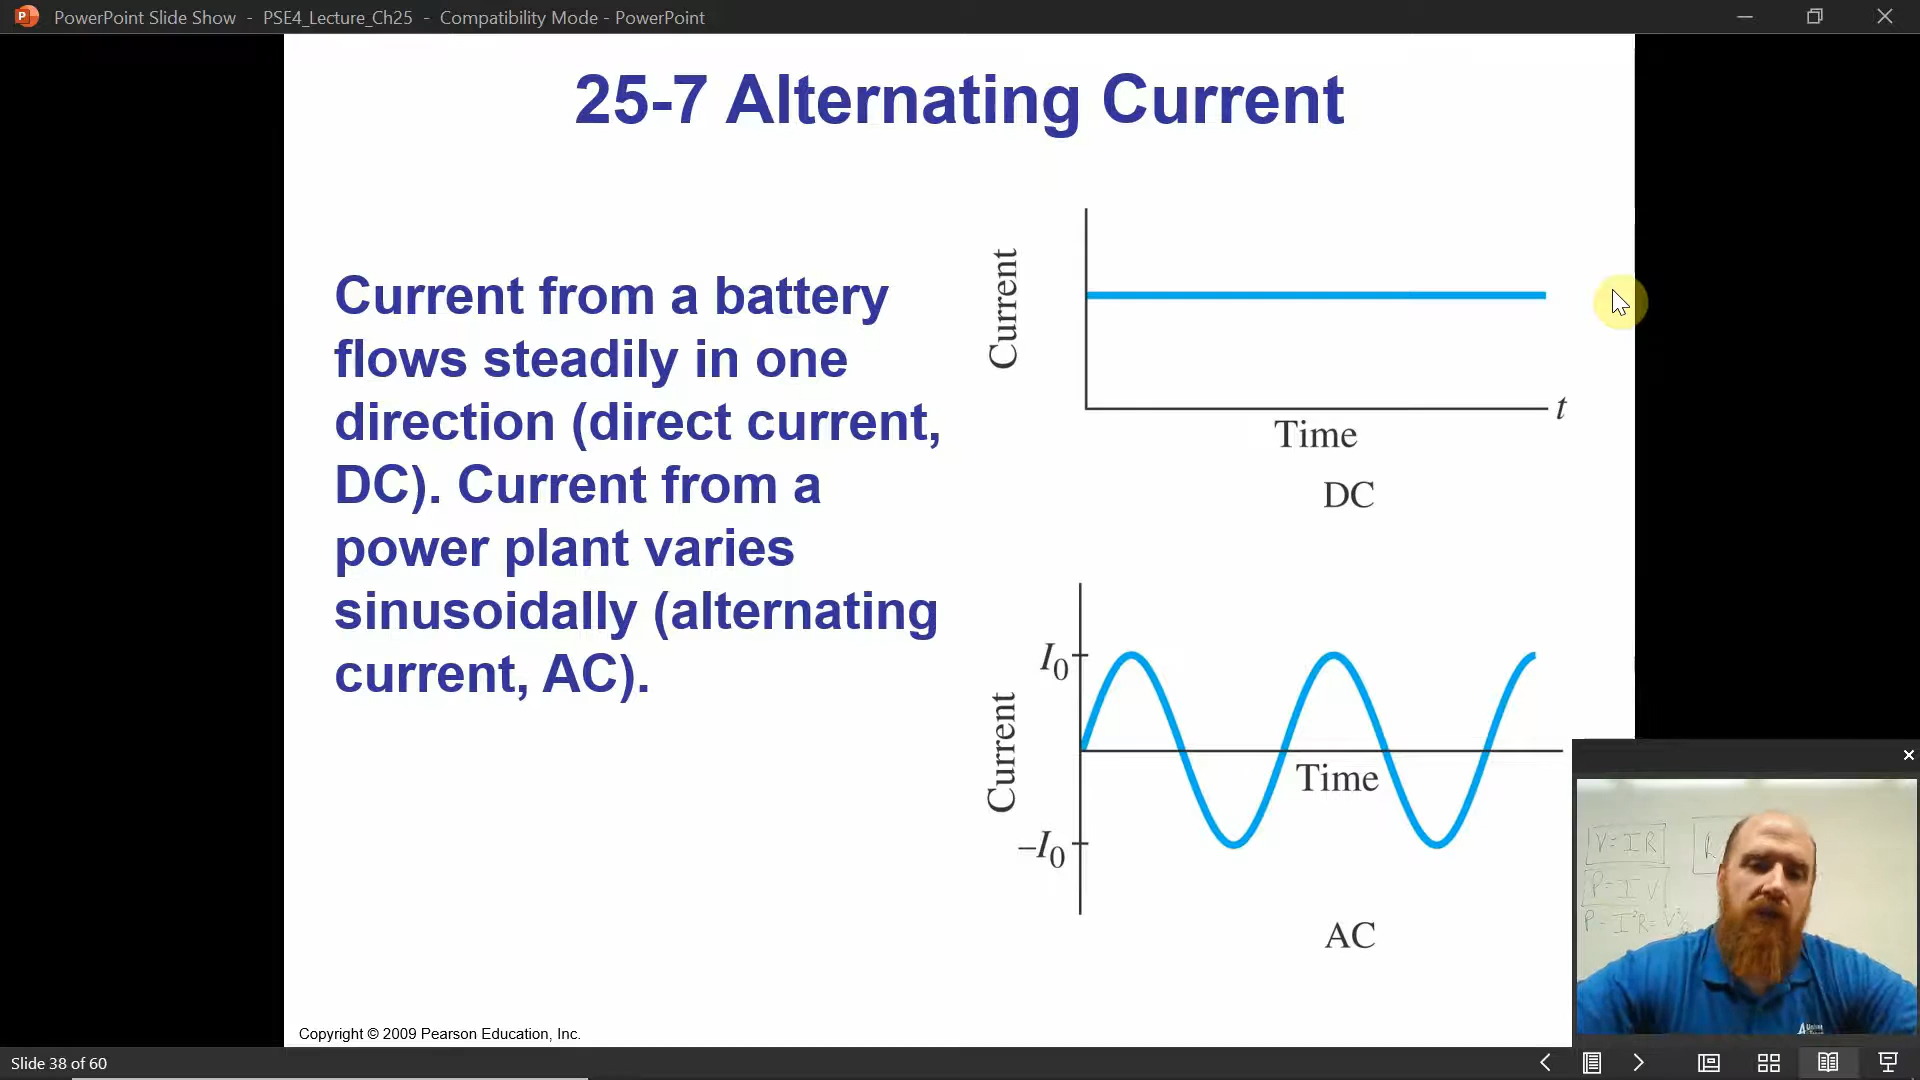 PowerPoint Slide Show - PSE4_Lecture_Ch25 - Compatibility Mode - PowerPoint
25-7 Alternating Current
Current from a battery
flows steadily in one
direction (direct current,
DC). Current from a
power plant varies
sinusoidally (alternating
current, AC).
Current
t
Time
DC
I₀
Current
Time
–I₀
AC
V = IR
P = IV
P = I²R = V²/R
Copyright © 2009 Pearson Education, Inc.
Slide 38 of 60